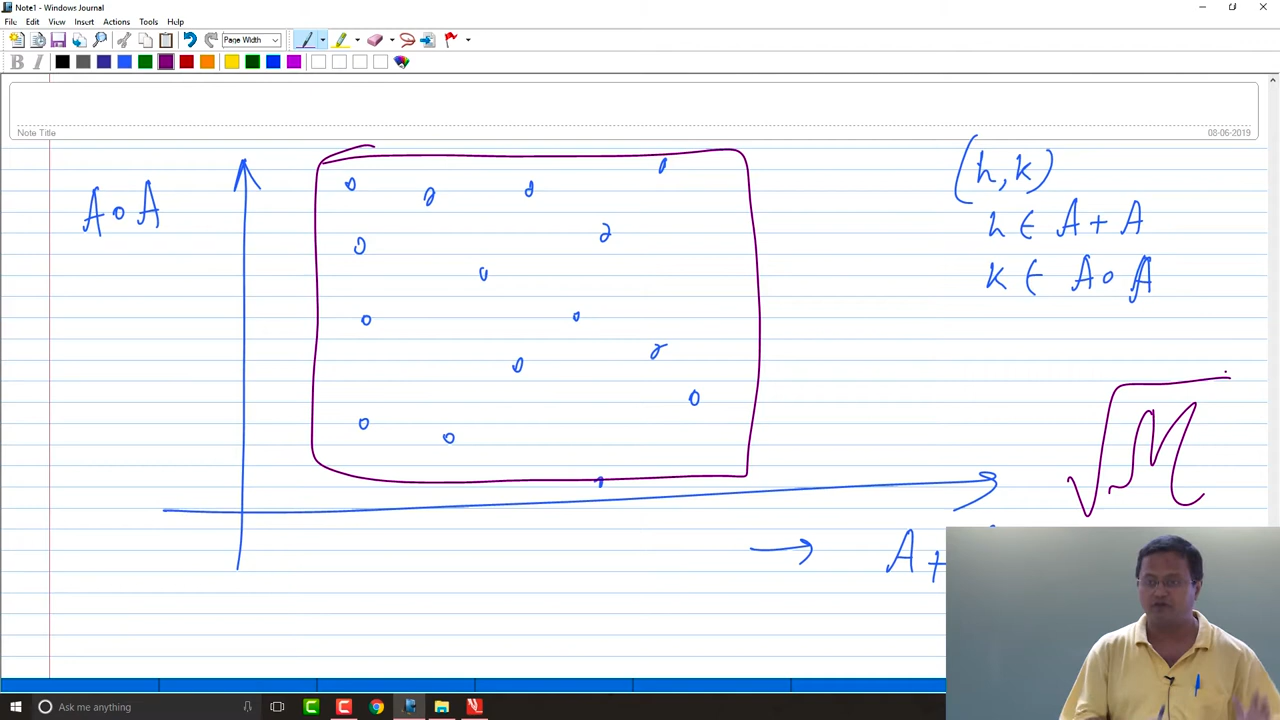 Note1 - Windows Journal
File Edit View Insert Actions Tools Help
Page Width
B I
Note Title
08-06-2019
A o A
(h, k)
h ∈ A + A
k ∈ A o A
√M
→ A +
Ask me anything